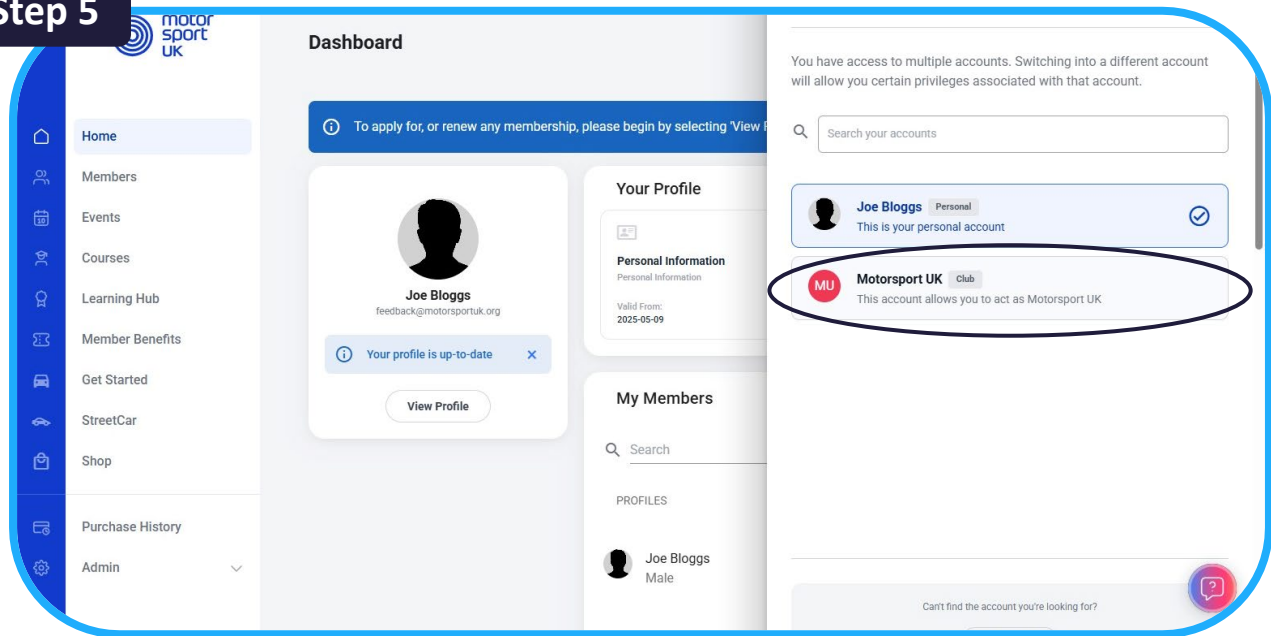 Step 5
motor
sport
UK
Home
Members
Events
Courses
Learning Hub
Member Benefits
Get Started
StreetCar
Shop
Purchase History
Admin
Dashboard
To apply for, or renew any membership, please begin by selecting 'View
Joe Bloggs
feedback@motorsportuk.org
Your profile is up-to-date
View Profile
Your Profile
Personal Information
Personal Information
Valid From:
2025-05-09
My Members
Search
PROFILES
Joe Bloggs
Male
You have access to multiple accounts. Switching into a different account
will allow you certain privileges associated with that account.
Search your accounts
Joe Bloggs Personal
This is your personal account
MU
Motorsport UK Club
This account allows you to act as Motorsport UK
Can't find the account you're looking for?